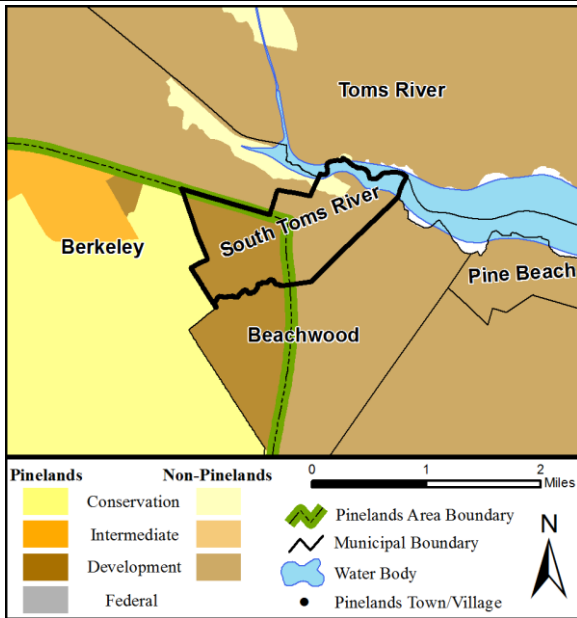 Toms River
South Toms River
Berkeley
Pine Beach
Beachwood
Pinelands Non-Pinelands
Conservation
Intermediate
Development
Federal
0 1 2
Miles
Pinelands Area Boundary
Municipal Boundary
Water Body
Pinelands Town/Village
N